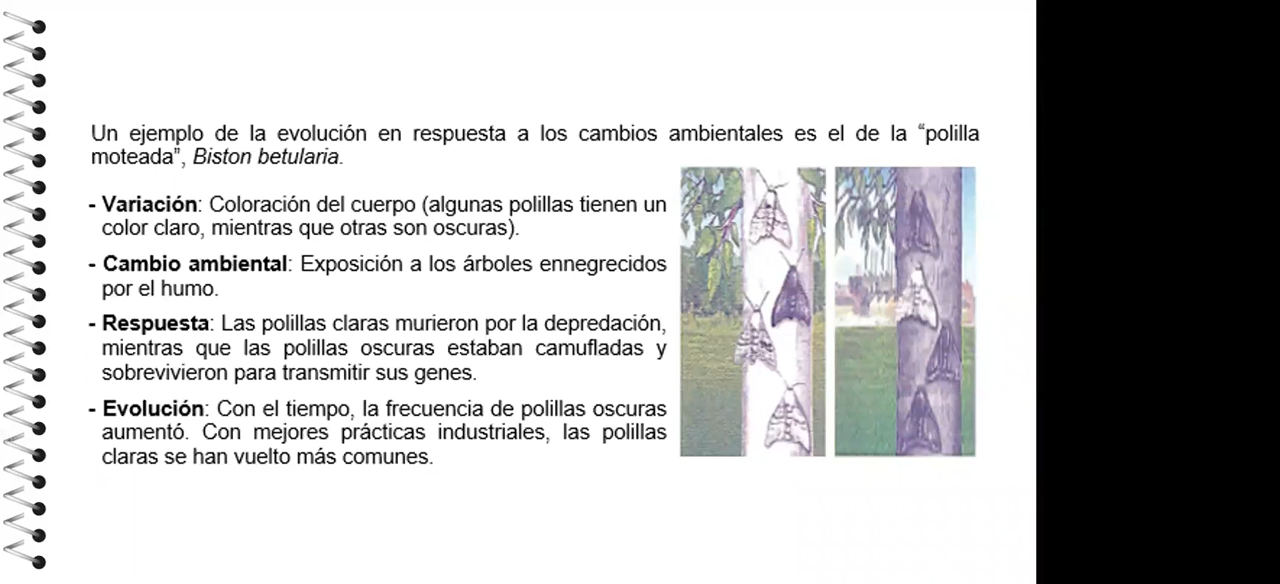 Un ejemplo de la evolución en respuesta a los cambios ambientales es el de la “polilla
moteada”, Biston betularia.
- Variación: Coloración del cuerpo (algunas polillas tienen un
color claro, mientras que otras son oscuras).
- Cambio ambiental: Exposición a los árboles ennegrecidos
por el humo.
- Respuesta: Las polillas claras murieron por la depredación,
mientras que las polillas oscuras estaban camufladas y
sobrevivieron para transmitir sus genes.
- Evolución: Con el tiempo, la frecuencia de polillas oscuras
aumentó. Con mejores prácticas industriales, las polillas
claras se han vuelto más comunes.